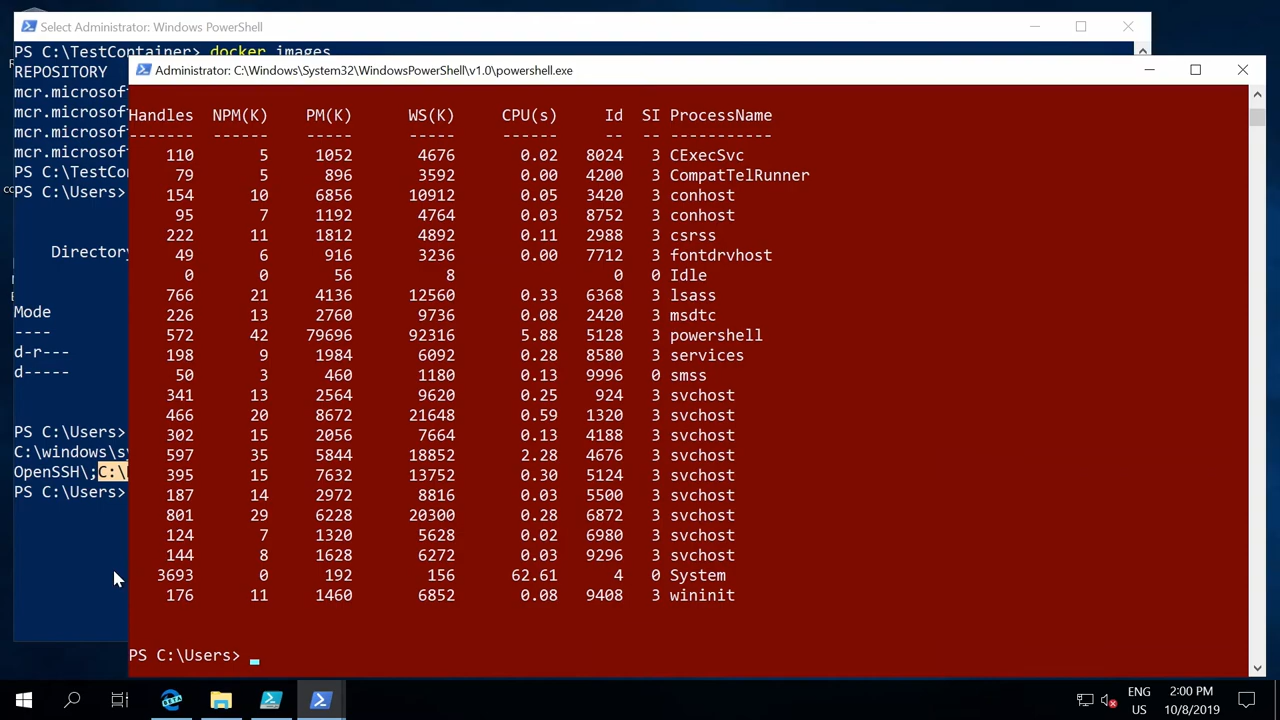 Select Administrator: Windows PowerShell
PS C:\TestContainer> docker images
REPOSITORY
mcr.microsof
mcr.microsof
mcr.microsof
mcr.microsof
PS C:\TestCo
PS C:\Users>
Directory
Mode
----
d-r---
d-----
PS C:\Users>
C:\windows\s
OpenSSH\;C:\
PS C:\Users>
Administrator: C:\Windows\System32\WindowsPowerShell\v1.0\powershell.exe
Handles NPM(K) PM(K) WS(K) CPU(s) Id SI ProcessName
------- ------ ----- ----- ------ -- -- -----------
110 5 1052 4676 0.02 8024 3 CExecSvc
79 5 896 3592 0.00 4200 3 CompatTelRunner
154 10 6856 10912 0.05 3420 3 conhost
95 7 1192 4764 0.03 8752 3 conhost
222 11 1812 4892 0.11 2988 3 csrss
49 6 916 3236 0.00 7712 3 fontdrvhost
0 0 56 8 0 0 Idle
766 21 4136 12560 0.33 6368 3 lsass
226 13 2760 9736 0.08 2420 3 msdtc
572 42 79696 92316 5.88 5128 3 powershell
198 9 1984 6092 0.28 8580 3 services
50 3 460 1180 0.13 9996 0 smss
341 13 2564 9620 0.25 924 3 svchost
466 20 8672 21648 0.59 1320 3 svchost
302 15 2056 7664 0.13 4188 3 svchost
597 35 5844 18852 2.28 4676 3 svchost
395 15 7632 13752 0.30 5124 3 svchost
187 14 2972 8816 0.03 5500 3 svchost
801 29 6228 20300 0.28 6872 3 svchost
124 7 1320 5628 0.02 6980 3 svchost
144 8 1628 6272 0.03 9296 3 svchost
3693 0 192 156 62.61 4 0 System
176 11 1460 6852 0.08 9408 3 wininit
PS C:\Users>
BETA
ENG
US
2:00 PM
10/8/2019